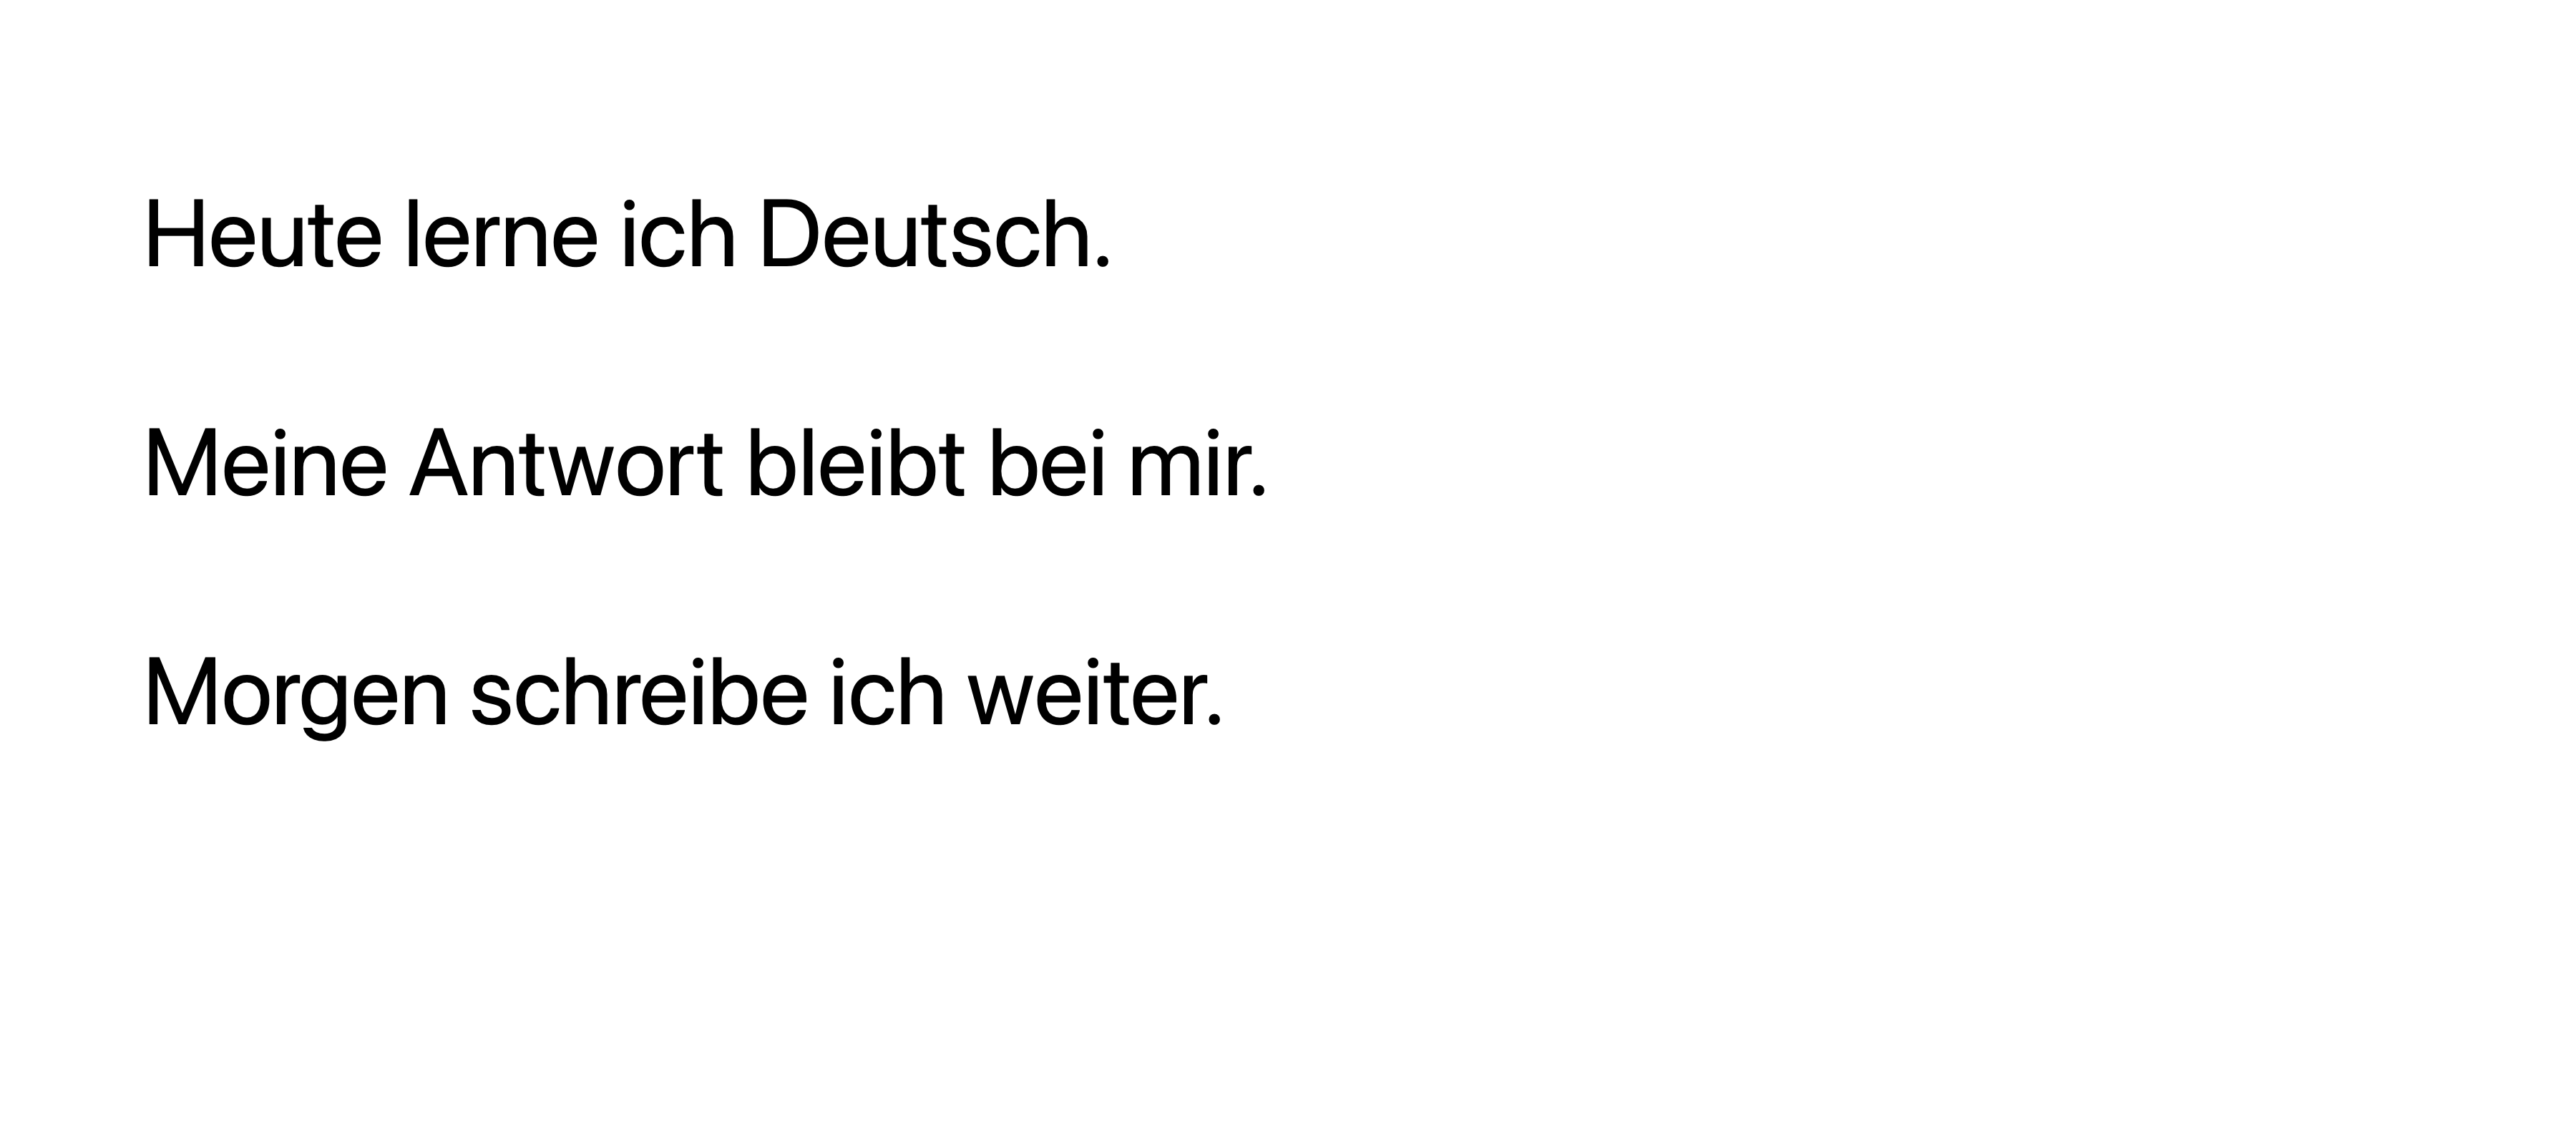 Heute lerne ich Deutsch.
Meine Antwort bleibt bei mir.
Morgen schreibe ich weiter.